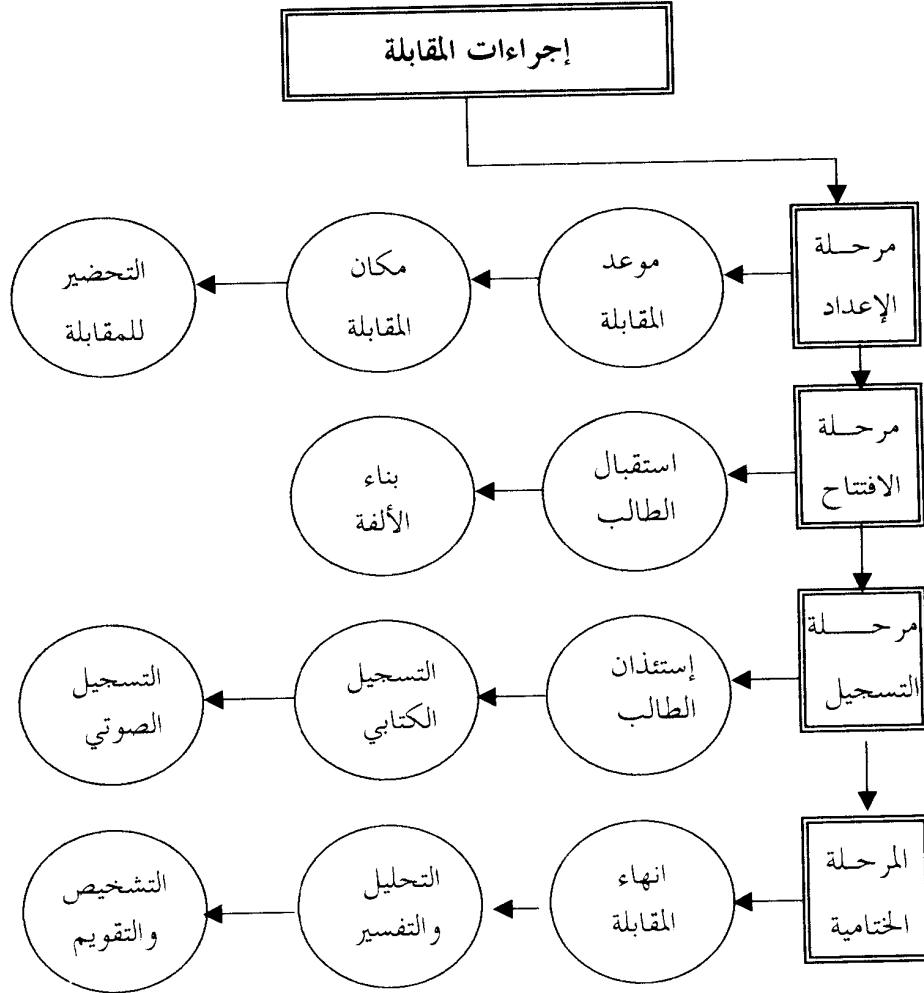 إجراءات المقابلة
مرحلة
الإعداد
موعد
المقابلة
مكان
المقابلة
التحضير
للمقابلة
مرحلة
الافتتاح
استقبال
الطالب
بناء
الألفة
مرحلة
التسجيل
إستئذان
الطالب
التسجيل
الكتابي
التسجيل
الصوتي
المرحلة
الختامية
انهاء
المقابلة
التحليل
والتفسير
التشخيص
والتقويم